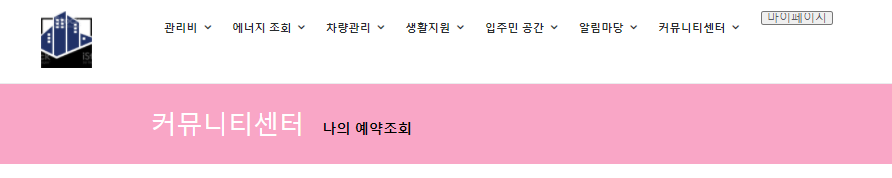 관리비 에너지 조회 차량관리 생활지원 입주민 공간 알림마당 커뮤니티센터 마이페이지
커뮤니티센터 나의 예약조회